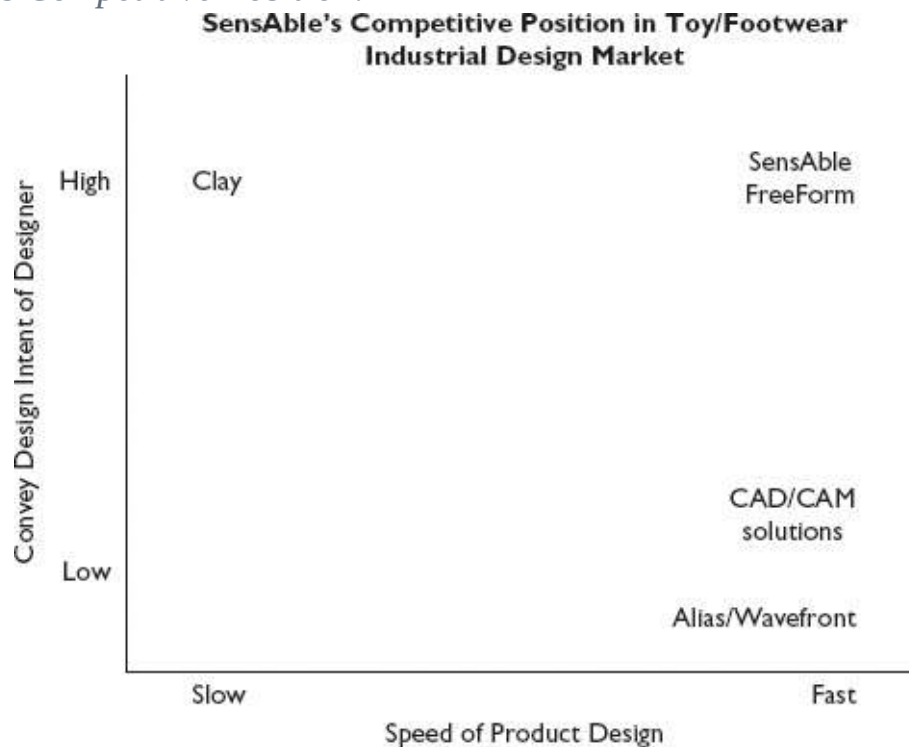 SensAble's Competitive Position in Toy/Footwear
Industrial Design Market
Convey Design Intent of Designer
High
Clay
SensAble
FreeForm
CAD/CAM
solutions
Low
Alias/Wavefront
Slow
Fast
Speed of Product Design